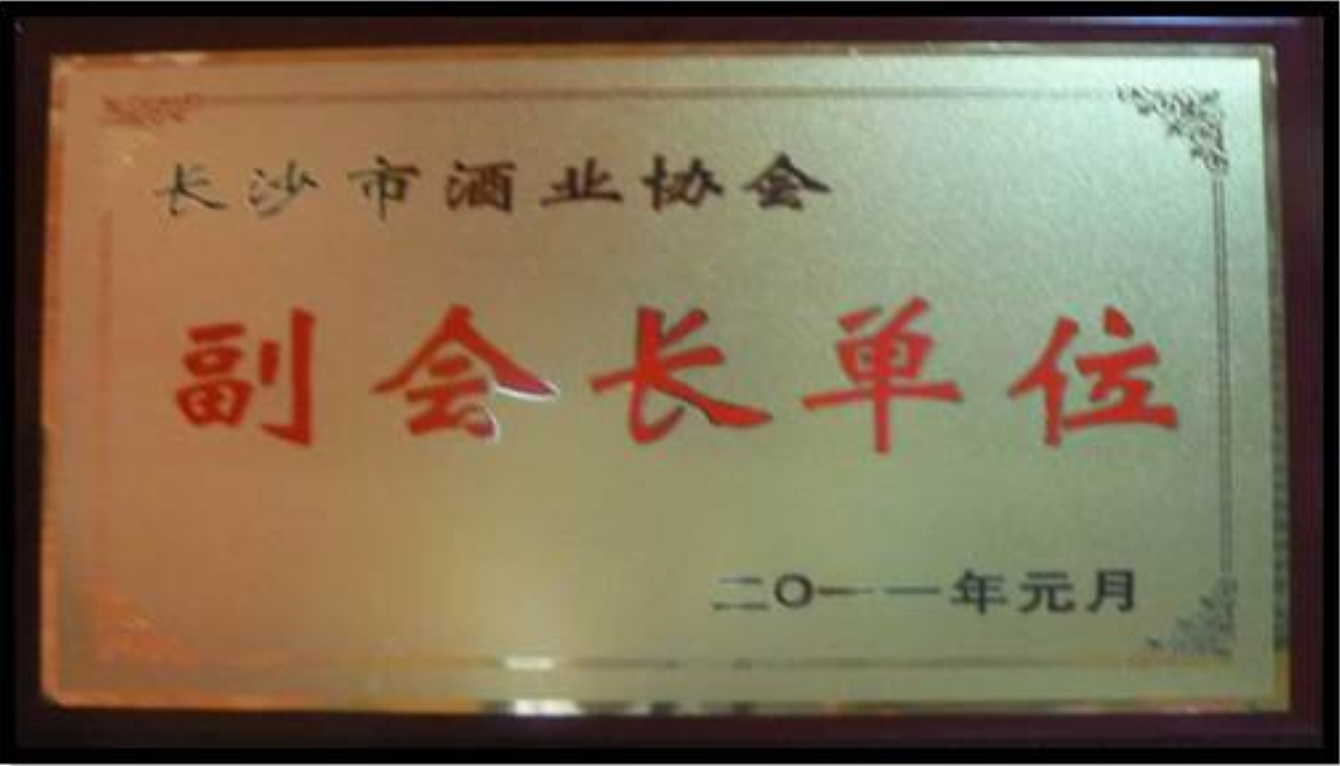 长沙市酒业协会
副会长单位
二〇一一年元月